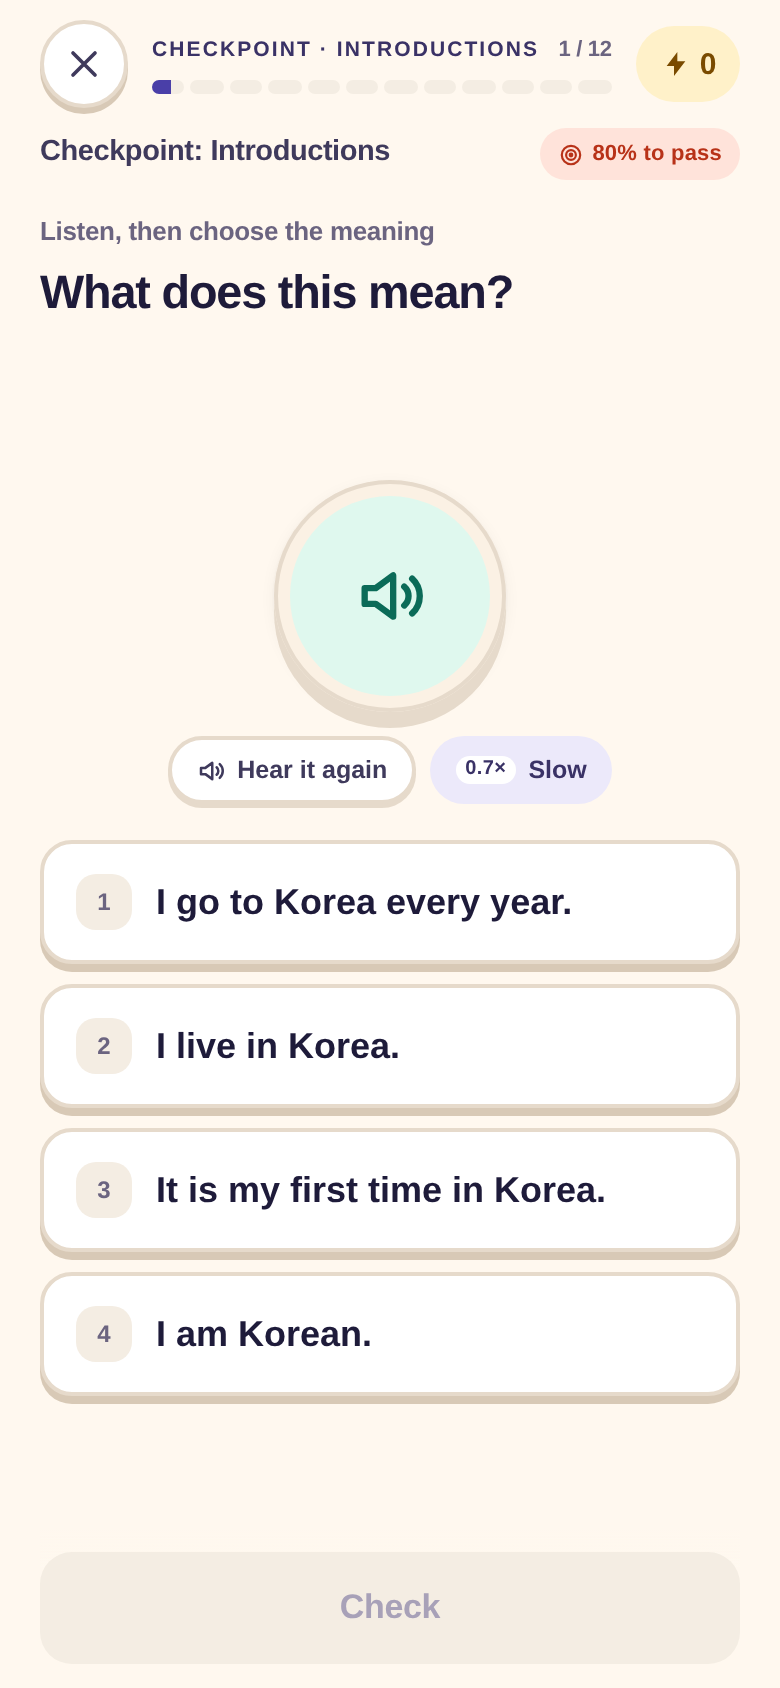 CHECKPOINT · INTRODUCTIONS 1 / 12
0
Checkpoint: Introductions
80% to pass
Listen, then choose the meaning
What does this mean?
Hear it again
0.7× Slow
1 I go to Korea every year.
2 I live in Korea.
3 It is my first time in Korea.
4 I am Korean.
Check